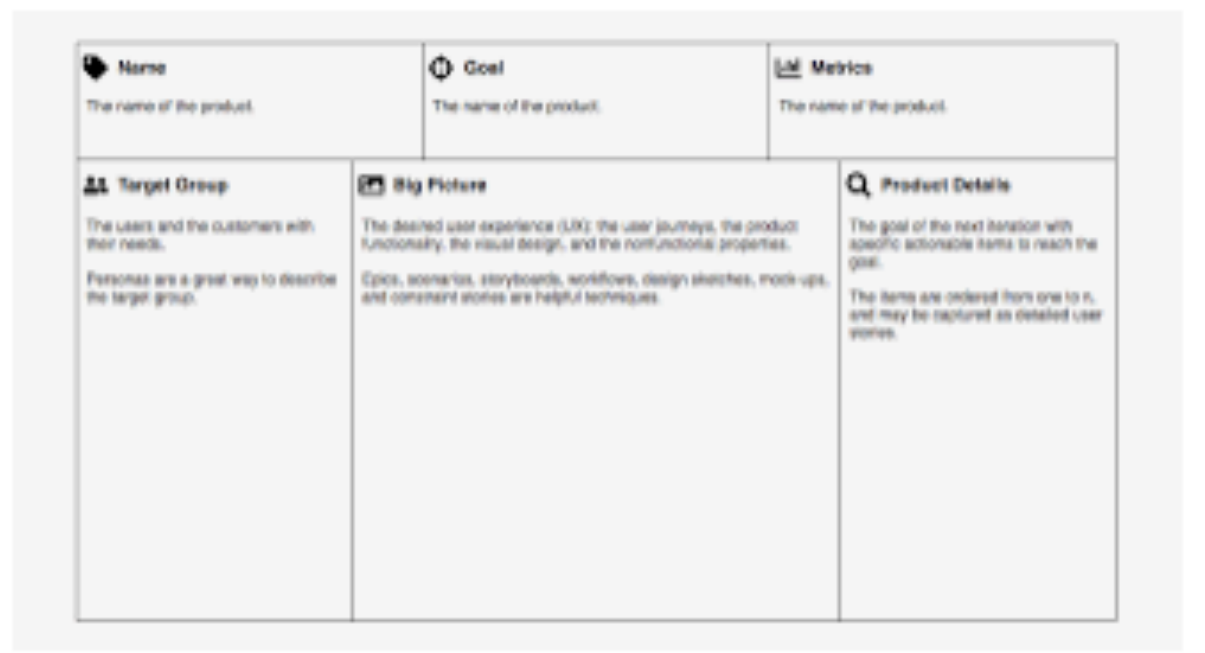 Name
The name of the product.
Goal
The name of the product.
Metrics
The name of the product.
Target Group
The users and the customers with
their needs.
Personas are a great way to describe
the target group.
Big Picture
The desired user experience (UX): the user journeys, the product
functionality, the visual design, and the nonfunctional properties.
Epics, scenarios, storyboards, workflows, design sketches, mock-ups,
and constraint stories are helpful techniques.
Product Details
The goal of the next iteration with
specific actionable items to reach the
goal.
The items are ordered from one to n,
and may be captured as detailed user
stories.